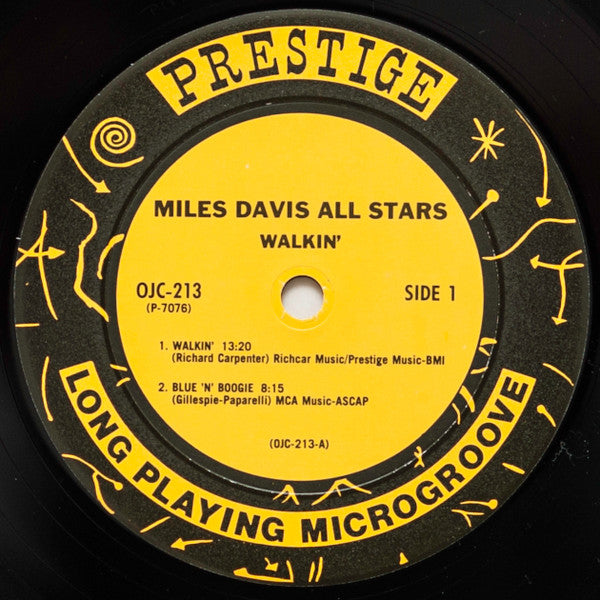 PRESTIGE
MILES DAVIS ALL STARS
WALKIN'
OJC-213
(P-7076)
SIDE 1
1. WALKIN' 13:20
(Richard Carpenter) Richcar Music/Prestige Music-BMI
2. BLUE 'N' BOOGIE 8:15
(Gillespie-Paparelli) MCA Music-ASCAP
(OJC-213-A)
LONG PLAYING MICROGROOVE